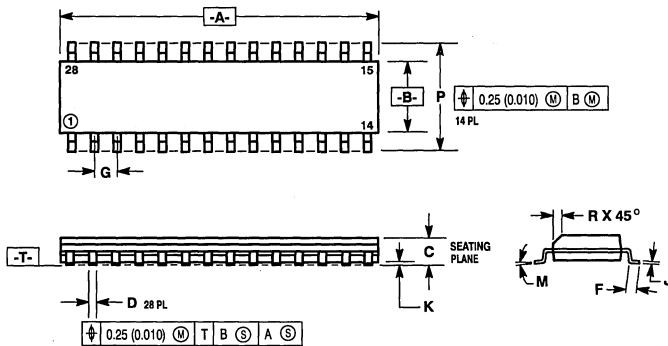 -A-
28
15
-B-
P
⌖ 0.25 (0.010) Ⓜ B Ⓜ
14 PL
①
14
G
-T-
C
SEATING
PLANE
K
D 28 PL
⌖ 0.25 (0.010) Ⓜ T B Ⓢ A Ⓢ
R X 45°
M
F
J